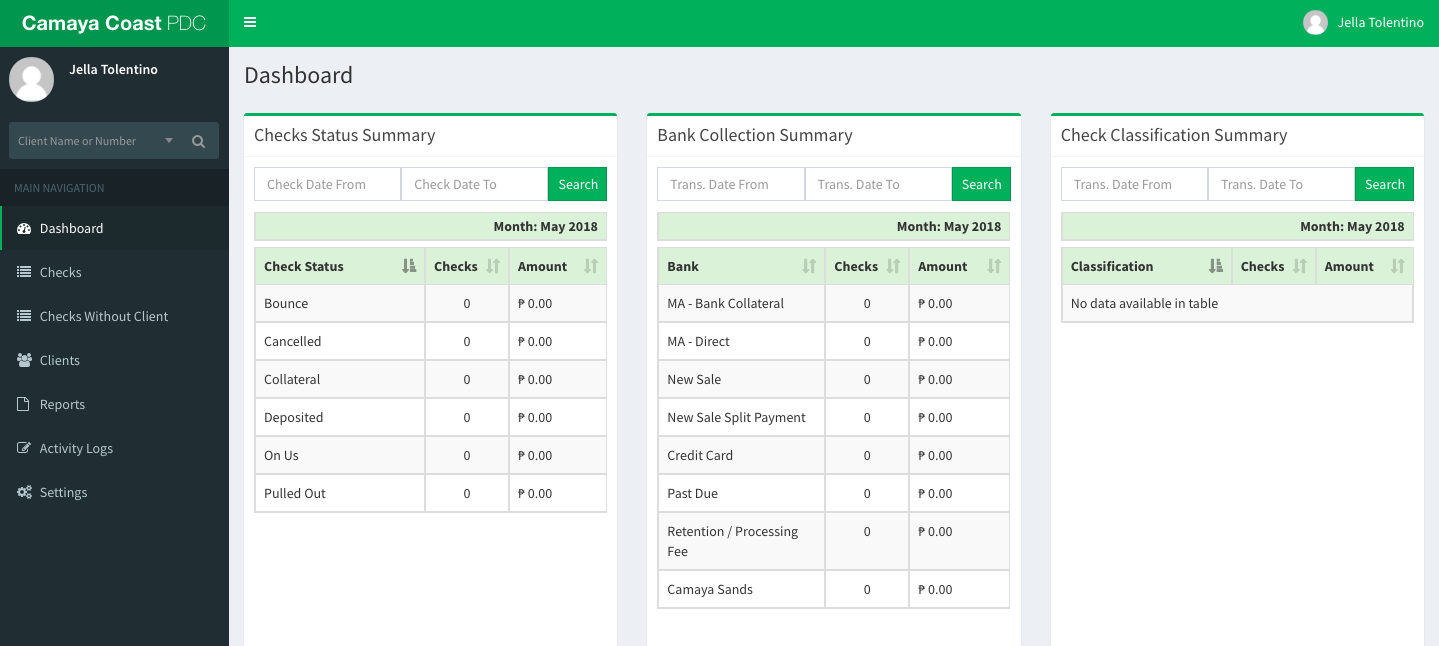 Camaya Coast PDC
Jella Tolentino
Jella Tolentino
Client Name or Number
MAIN NAVIGATION
Dashboard
Checks
Checks Without Client
Clients
Reports
Activity Logs
Settings
Dashboard
Checks Status Summary
Check Date From Check Date To Search
Month: May 2018
Check Status Checks Amount
Bounce 0 ₱ 0.00
Cancelled 0 ₱ 0.00
Collateral 0 ₱ 0.00
Deposited 0 ₱ 0.00
On Us 0 ₱ 0.00
Pulled Out 0 ₱ 0.00
Bank Collection Summary
Trans. Date From Trans. Date To Search
Month: May 2018
Bank Checks Amount
MA - Bank Collateral 0 ₱ 0.00
MA - Direct 0 ₱ 0.00
New Sale 0 ₱ 0.00
New Sale Split Payment 0 ₱ 0.00
Credit Card 0 ₱ 0.00
Past Due 0 ₱ 0.00
Retention / Processing 0 ₱ 0.00
Fee
Camaya Sands 0 ₱ 0.00
Check Classification Summary
Trans. Date From Trans. Date To Search
Month: May 2018
Classification Checks Amount
No data available in table